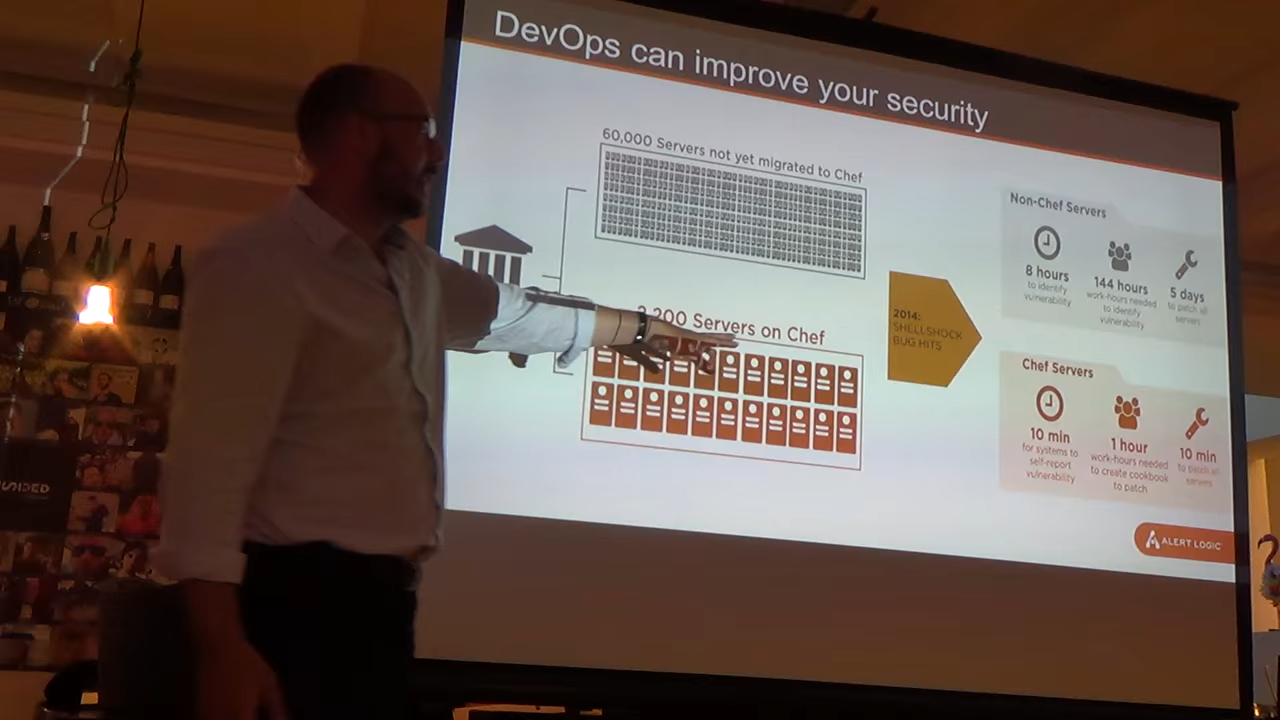 DevOps can improve your security
60,000 Servers not yet migrated to Chef
200 Servers on Chef
2014:
SHELLSHOCK
BUG HITS
Non-Chef Servers
8 hours
to identify
vulnerability
144 hours
work-hours needed
to identify
vulnerability
5 days
to patch all
servers
Chef Servers
10 min
for systems to
self-report
vulnerability
1 hour
work-hours needed
to create cookbook
to patch
10 min
to patch all
servers
ALERT LOGIC